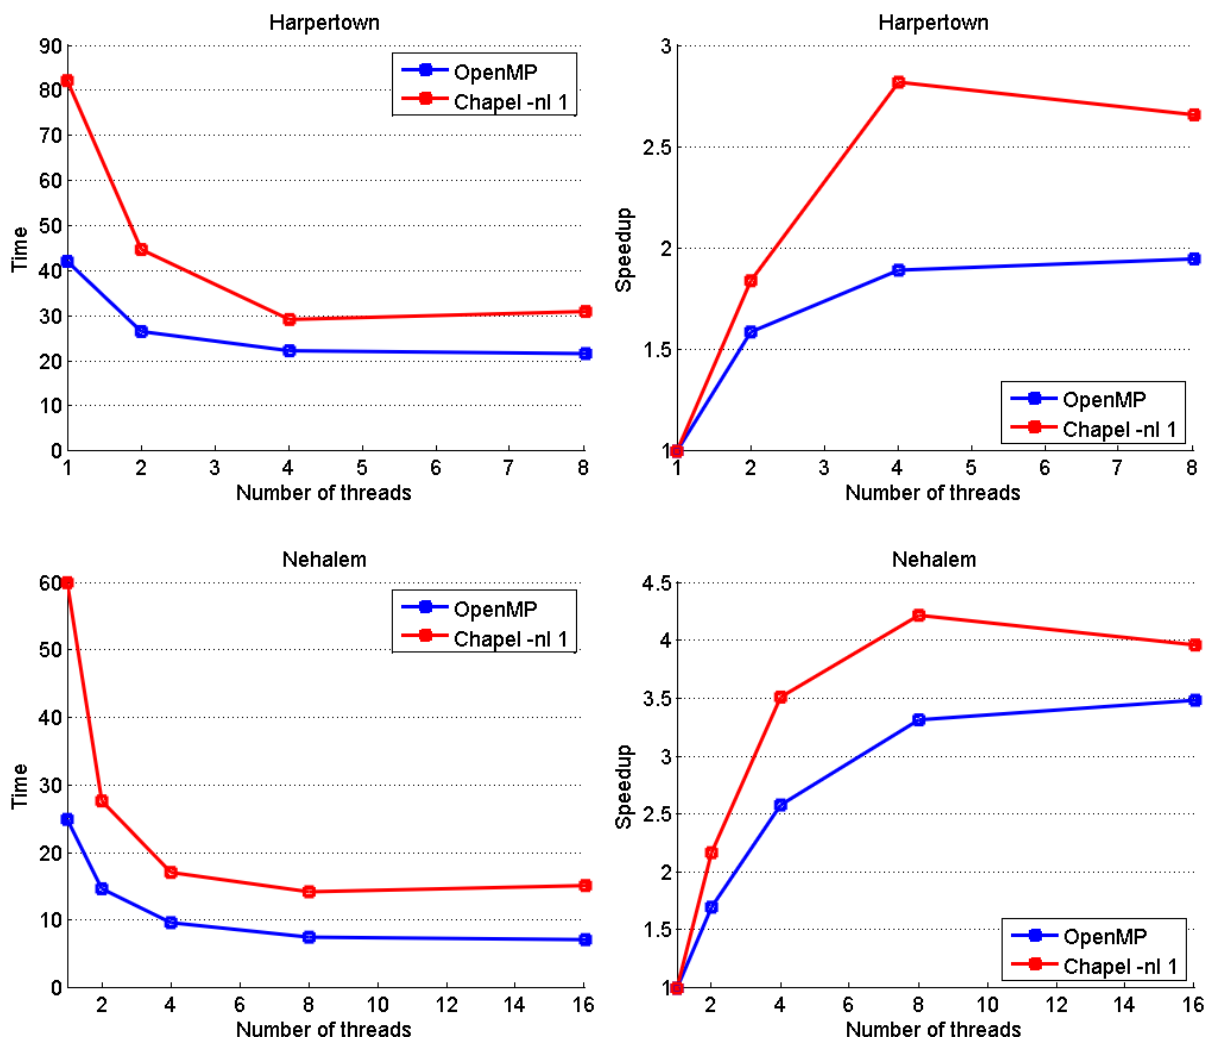 Harpertown
90
80
70
60
50
40
30
20
10
0
Time
OpenMP
Chapel -nl 1
1 2 3 4 5 6 7 8
Number of threads
Harpertown
3
2.5
2
1.5
1
Speedup
OpenMP
Chapel -nl 1
1 2 3 4 5 6 7 8
Number of threads
Nehalem
60
50
40
30
20
10
0
Time
OpenMP
Chapel -nl 1
2 4 6 8 10 12 14 16
Number of threads
Nehalem
4.5
4
3.5
3
2.5
2
1.5
1
Speedup
OpenMP
Chapel -nl 1
2 4 6 8 10 12 14 16
Number of threads